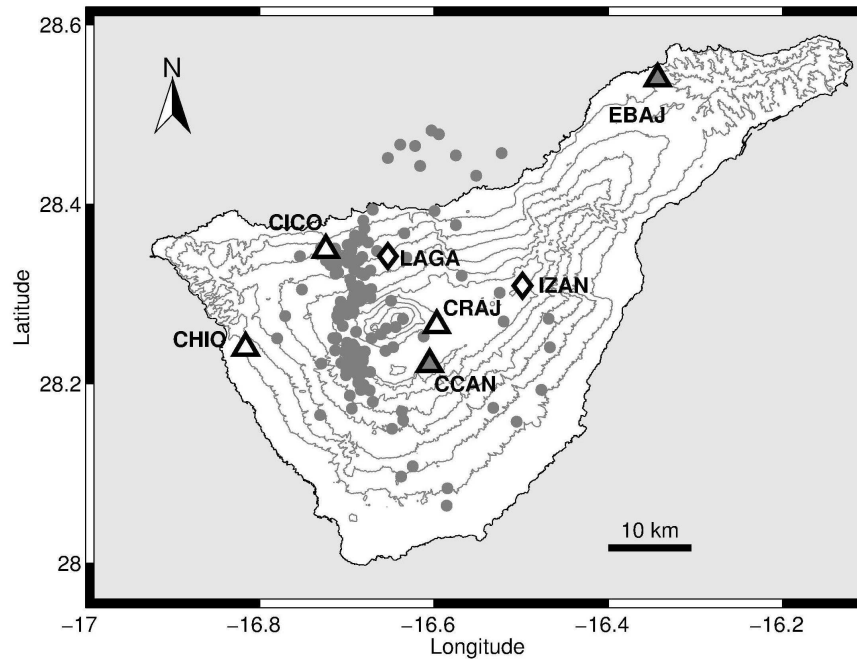 28.6
N
EBAJ
28.4
CICO
LAGA
IZAN
CRAJ
CHIO
28.2
CCAN
Latitude
10 km
28
−17
−16.8
−16.6
−16.4
−16.2
Longitude